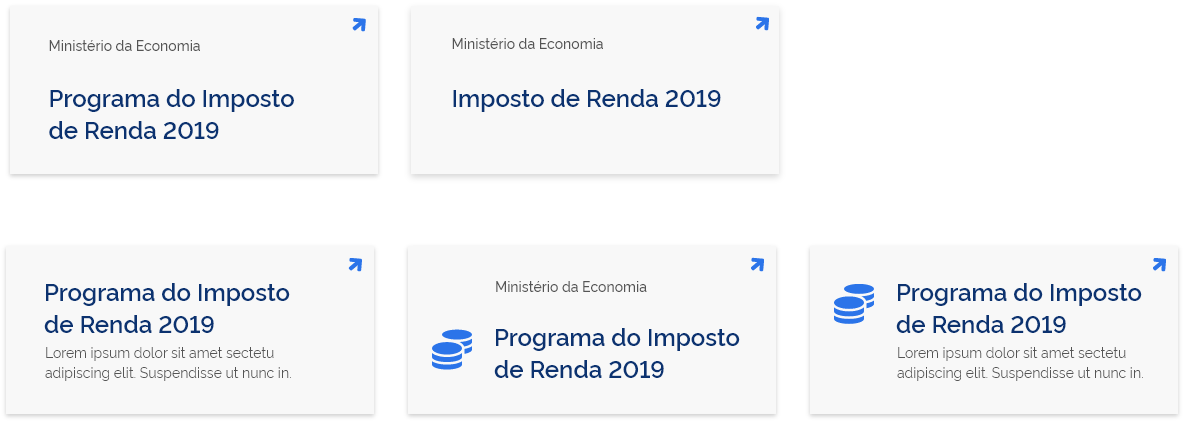 Ministério da Economia
Programa do Imposto
de Renda 2019
Ministério da Economia
Imposto de Renda 2019
Programa do Imposto
de Renda 2019
Lorem ipsum dolor sit amet sectetu
adipiscing elit. Suspendisse ut nunc in.
Ministério da Economia
Programa do Imposto
de Renda 2019
Programa do Imposto
de Renda 2019
Lorem ipsum dolor sit amet sectetu
adipiscing elit. Suspendisse ut nunc in.